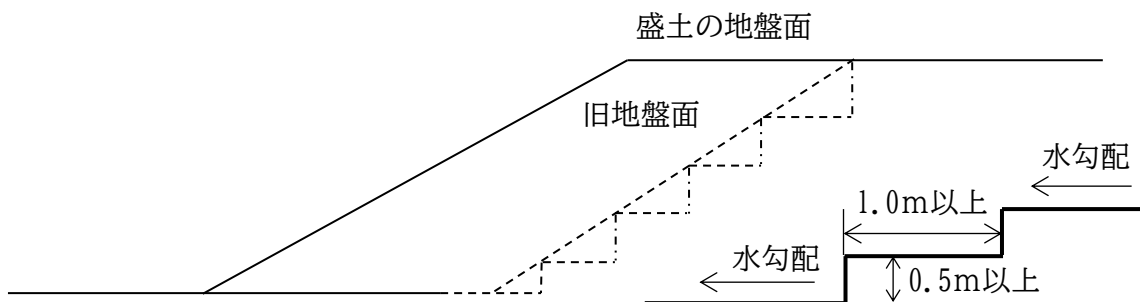 盛土の地盤面
旧地盤面
水勾配
1.0m以上
水勾配
0.5m以上